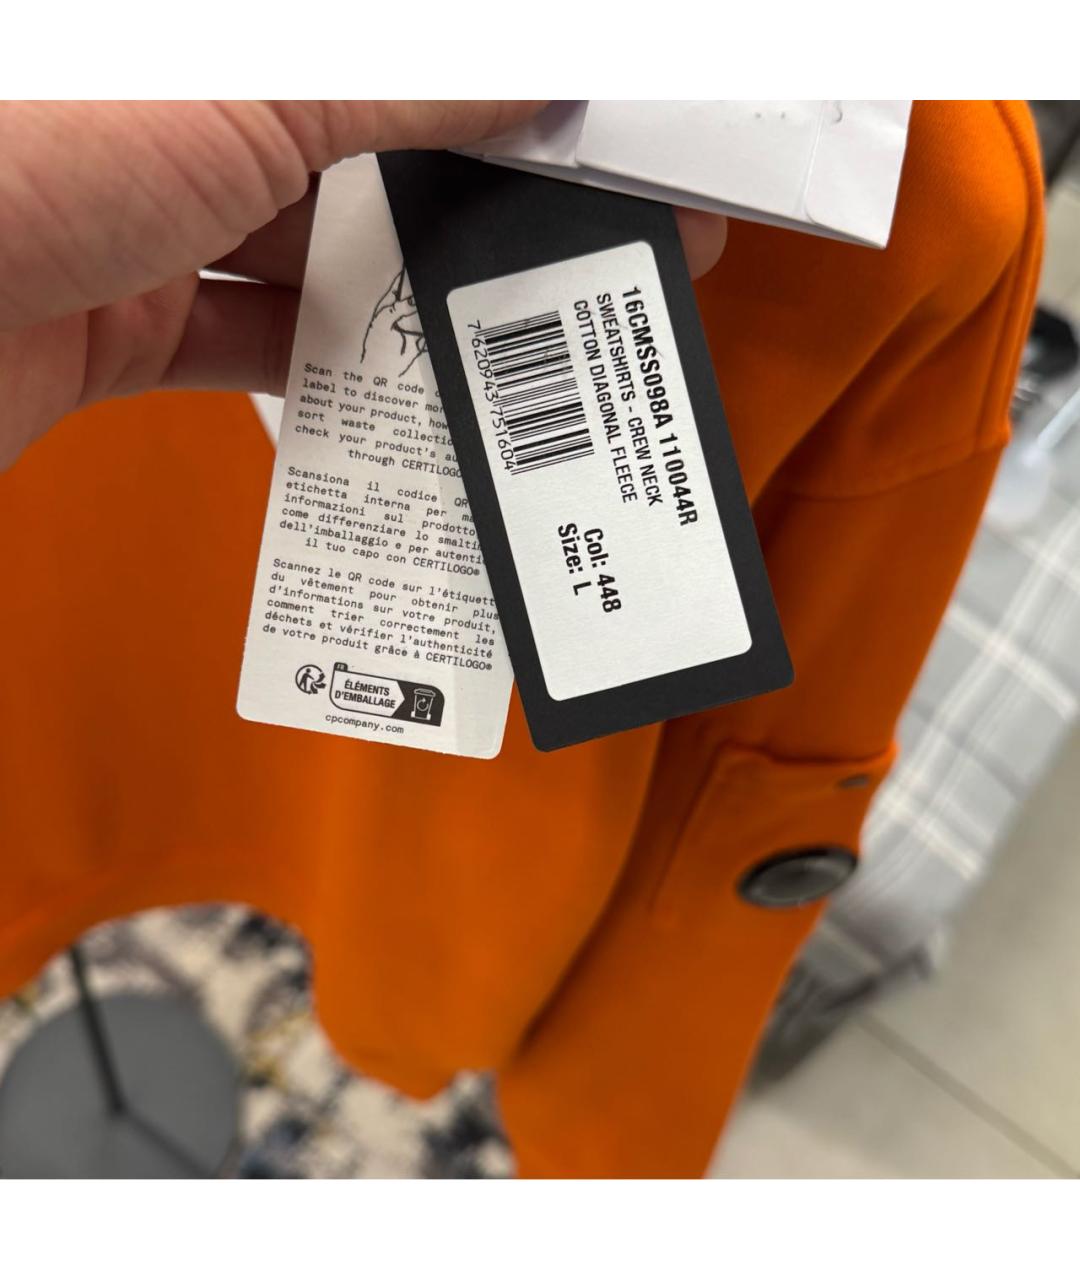 Scan the QR code
label to discover
about your product,
sort waste
check your product's
through
Scansiona il codice QR
etichetta interna per
informazioni sul prodotto
come differenziare lo
dell'imballaggio e per
il tuo capo con CERTILOGO®
Scannez le QR code sur
du vêtement pour obtenir plus
d'informations sur votre produit,
comment trier correctement les
déchets et vérifier l'authenticité
de votre produit grâce à CERTILOGO®
FR
ÉLÉMENTS
D'EMBALLAGE
cpcompany.com
16CMSS098A 110044R
SWEATSHIRTS - CREW NECK
COTTON DIAGONAL FLEECE
7 620943 751604
Col: 448
Size: L